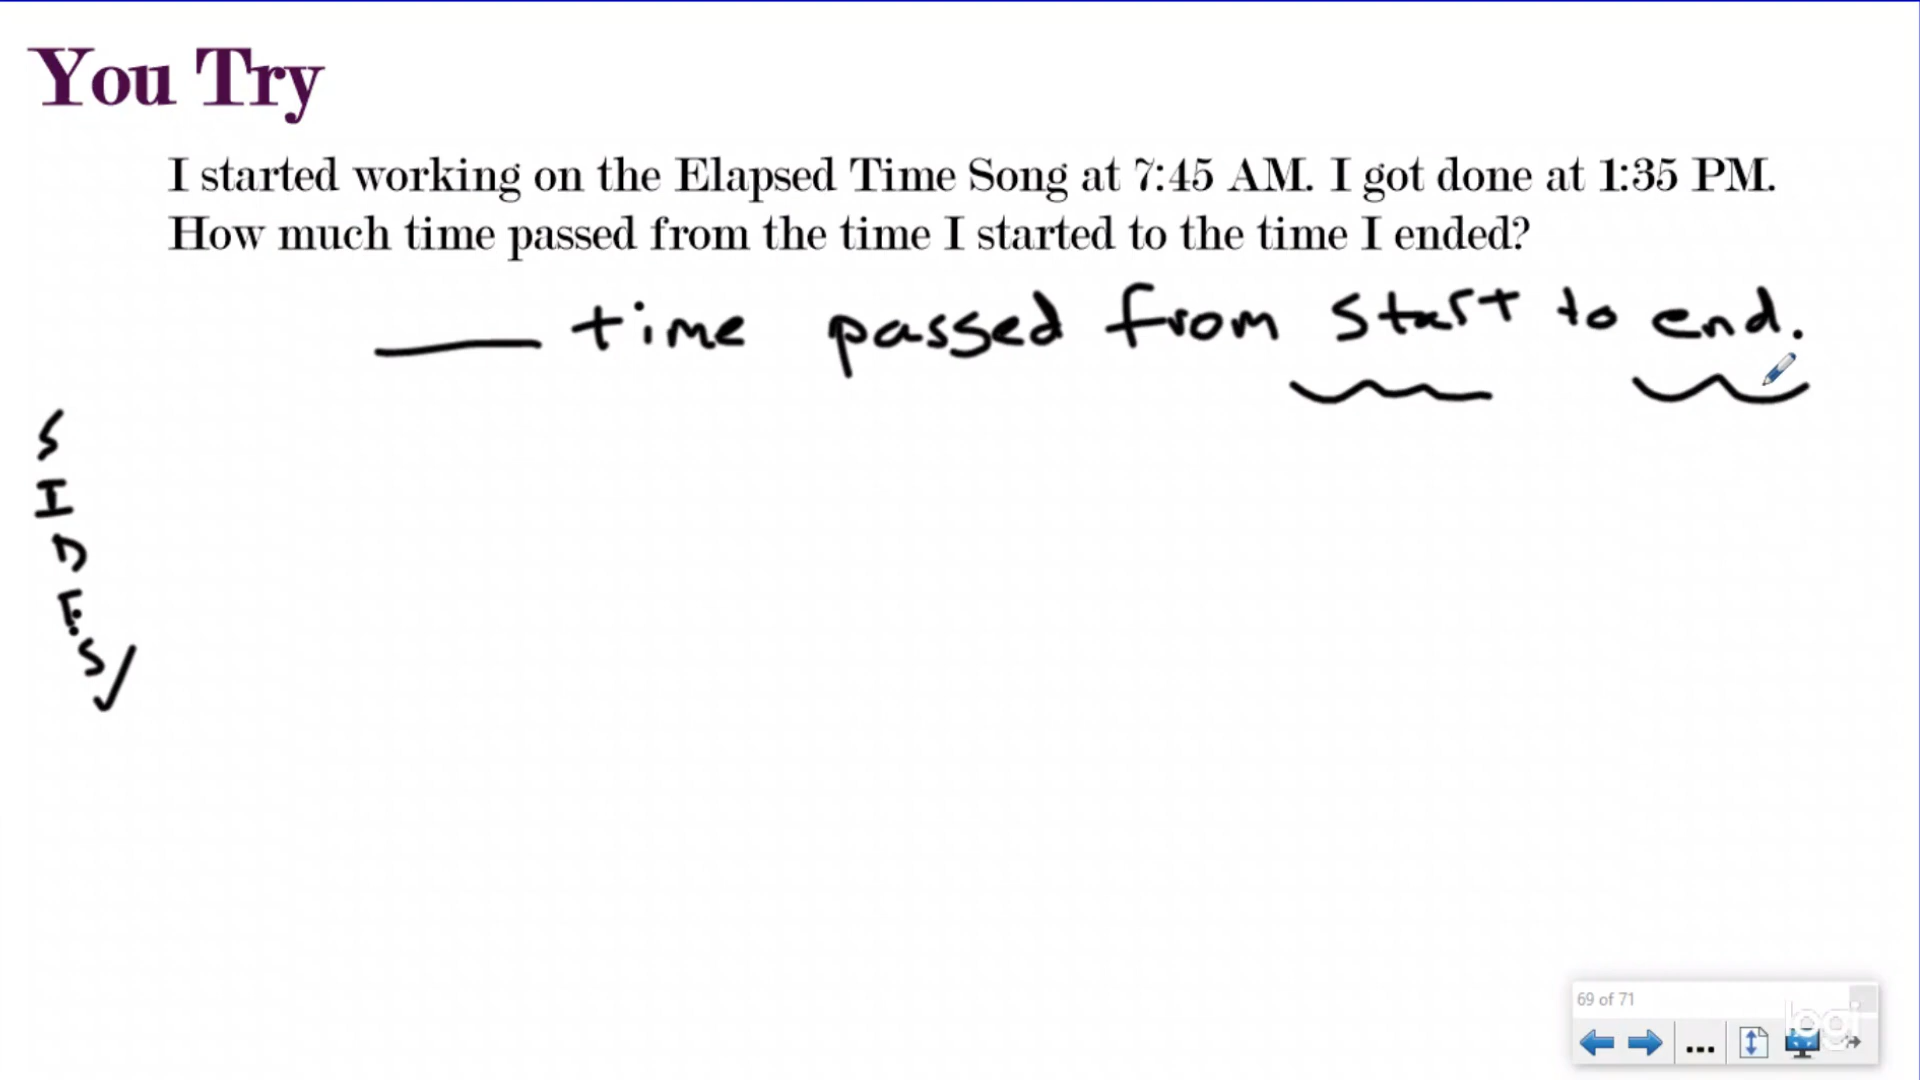 You Try
I started working on the Elapsed Time Song at 7:45 AM. I got done at 1:35 PM.
How much time passed from the time I started to the time I ended?
time passed from start to end.
S
I
D
E
S
69 of 71
logi